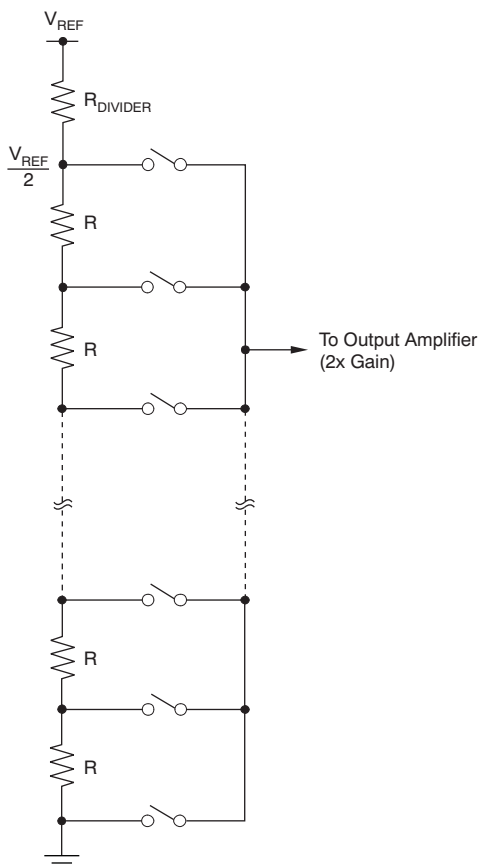 V_REF
R_DIVIDER
V_REF
2
R
R
To Output Amplifier
(2x Gain)
R
R